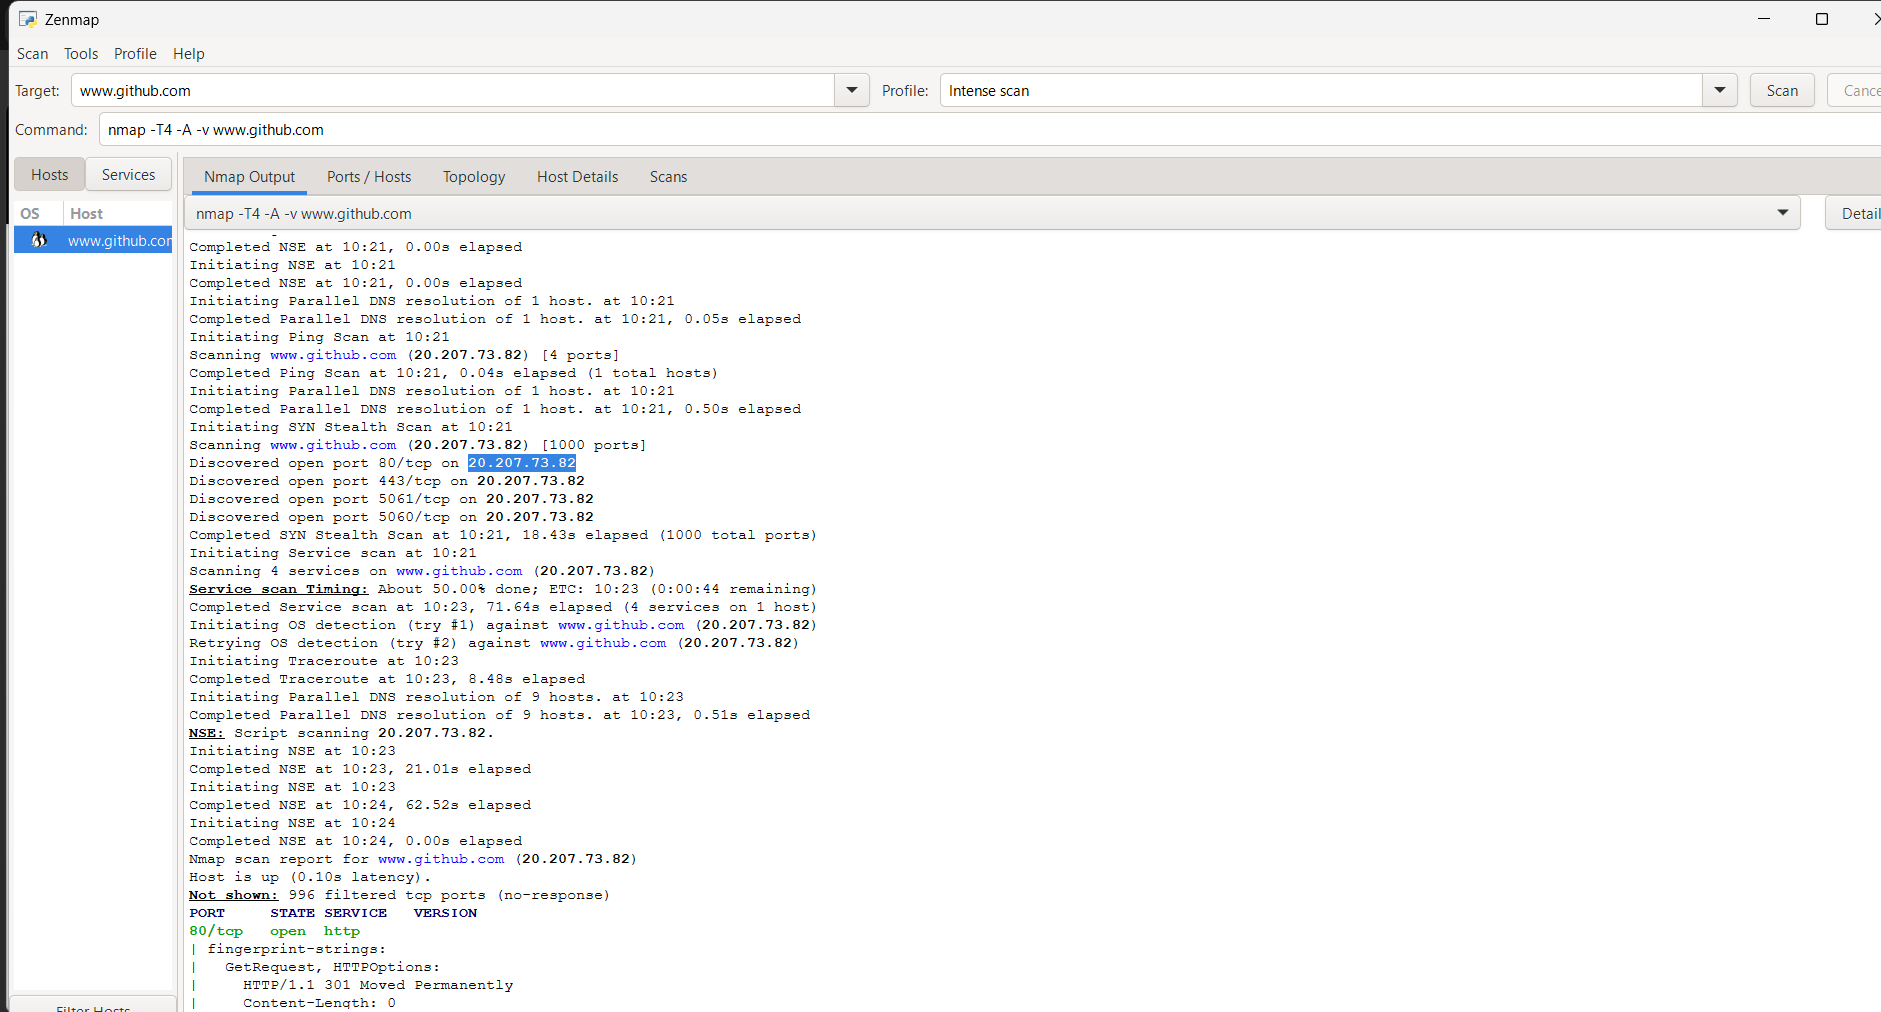 Zenmap
Scan Tools Profile Help
Target: www.github.com Profile: Intense scan Scan Cance
Command: nmap -T4 -A -v www.github.com
Hosts Services
Nmap Output Ports / Hosts Topology Host Details Scans
OS Host
www.github.com
nmap -T4 -A -v www.github.com Detail
Completed NSE at 10:21, 0.00s elapsed
Initiating NSE at 10:21
Completed NSE at 10:21, 0.00s elapsed
Initiating Parallel DNS resolution of 1 host. at 10:21
Completed Parallel DNS resolution of 1 host. at 10:21, 0.05s elapsed
Initiating Ping Scan at 10:21
Scanning www.github.com (20.207.73.82) [4 ports]
Completed Ping Scan at 10:21, 0.04s elapsed (1 total hosts)
Initiating Parallel DNS resolution of 1 host. at 10:21
Completed Parallel DNS resolution of 1 host. at 10:21, 0.50s elapsed
Initiating SYN Stealth Scan at 10:21
Scanning www.github.com (20.207.73.82) [1000 ports]
Discovered open port 80/tcp on 20.207.73.82
Discovered open port 443/tcp on 20.207.73.82
Discovered open port 5061/tcp on 20.207.73.82
Discovered open port 5060/tcp on 20.207.73.82
Completed SYN Stealth Scan at 10:21, 18.43s elapsed (1000 total ports)
Initiating Service scan at 10:21
Scanning 4 services on www.github.com (20.207.73.82)
Service scan Timing: About 50.00% done; ETC: 10:23 (0:00:44 remaining)
Completed Service scan at 10:23, 71.64s elapsed (4 services on 1 host)
Initiating OS detection (try #1) against www.github.com (20.207.73.82)
Retrying OS detection (try #2) against www.github.com (20.207.73.82)
Initiating Traceroute at 10:23
Completed Traceroute at 10:23, 8.48s elapsed
Initiating Parallel DNS resolution of 9 hosts. at 10:23
Completed Parallel DNS resolution of 9 hosts. at 10:23, 0.51s elapsed
NSE: Script scanning 20.207.73.82.
Initiating NSE at 10:23
Completed NSE at 10:23, 21.01s elapsed
Initiating NSE at 10:23
Completed NSE at 10:24, 62.52s elapsed
Initiating NSE at 10:24
Completed NSE at 10:24, 0.00s elapsed
Nmap scan report for www.github.com (20.207.73.82)
Host is up (0.10s latency).
Not shown: 996 filtered tcp ports (no-response)
PORT STATE SERVICE VERSION
80/tcp open http
| fingerprint-strings:
| GetRequest, HTTPOptions:
| HTTP/1.1 301 Moved Permanently
| Content-Length: 0
Filter Hosts